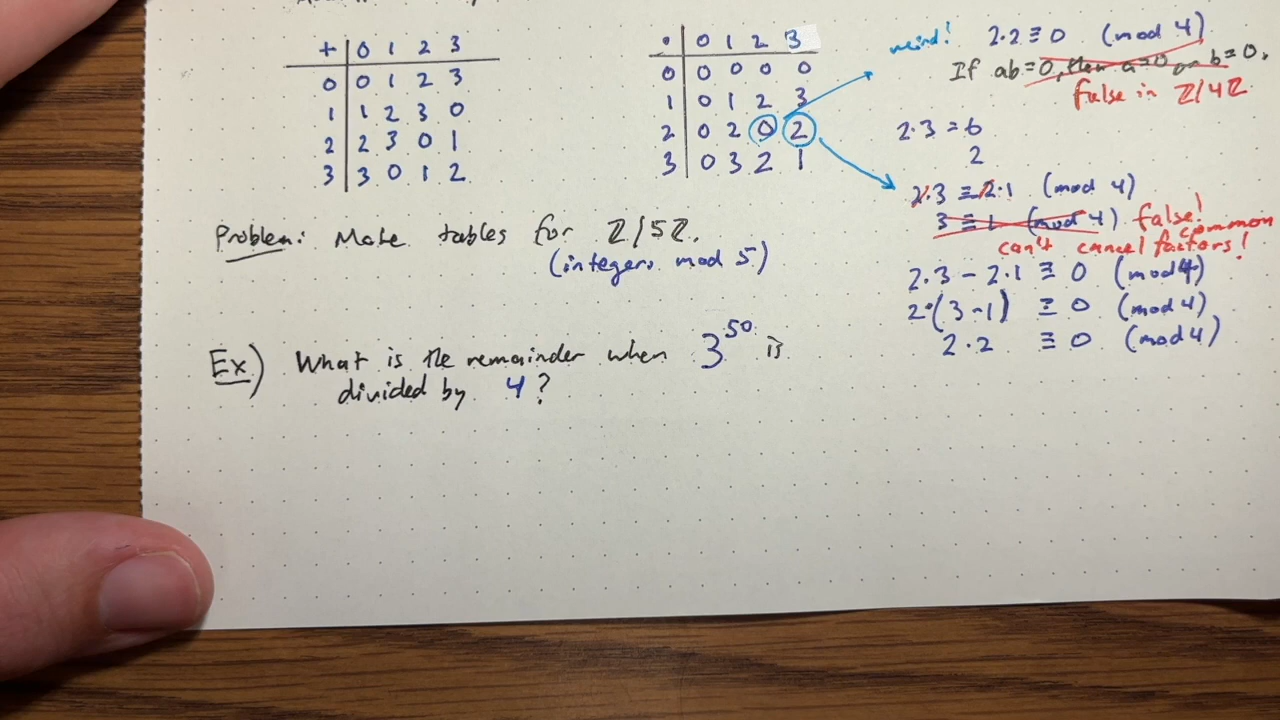 + 0 1 2 3
0 0 1 2 3
1 1 2 3 0
2 2 3 0 1
3 3 0 1 2
• 0 1 2 3
0 0 0 0 0
1 0 1 2 3
2 0 2 0 2
3 0 3 2 1
weird! 2·2 ≡ 0 (mod 4)
If ab=0, then a=0 or b=0.
false in ℤ/4ℤ
2·3 = 6
2
2·3 ≡ 2·1 (mod 4)
3 ≡ 1 (mod 4) false!
can't cancel common factors!
2·3 - 2·1 ≡ 0 (mod 4)
2·(3-1) ≡ 0 (mod 4)
2·2 ≡ 0 (mod 4)
Problem: Make tables for ℤ/5ℤ.
(integers mod 5)
Ex) What is the remainder when 3^50 is
divided by 4?